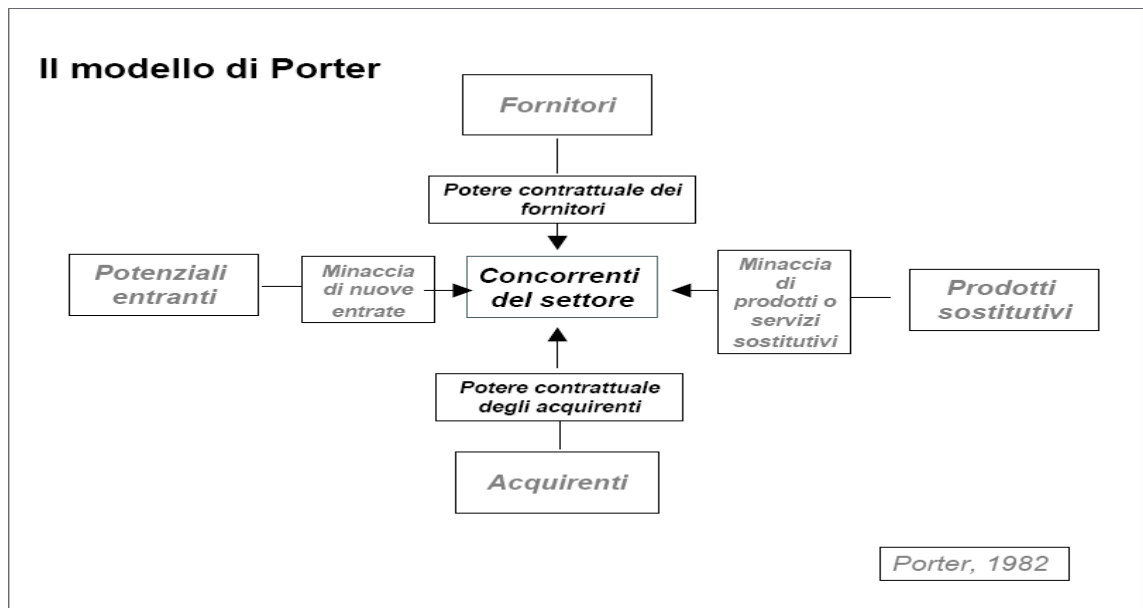 Il modello di Porter
Fornitori
Potere contrattuale dei
fornitori
Potenziali
entranti
Minaccia
di nuove
entrate
Concorrenti
del settore
Minaccia
di
prodotti o
servizi
sostitutivi
Prodotti
sostitutivi
Potere contrattuale
degli acquirenti
Acquirenti
Porter, 1982